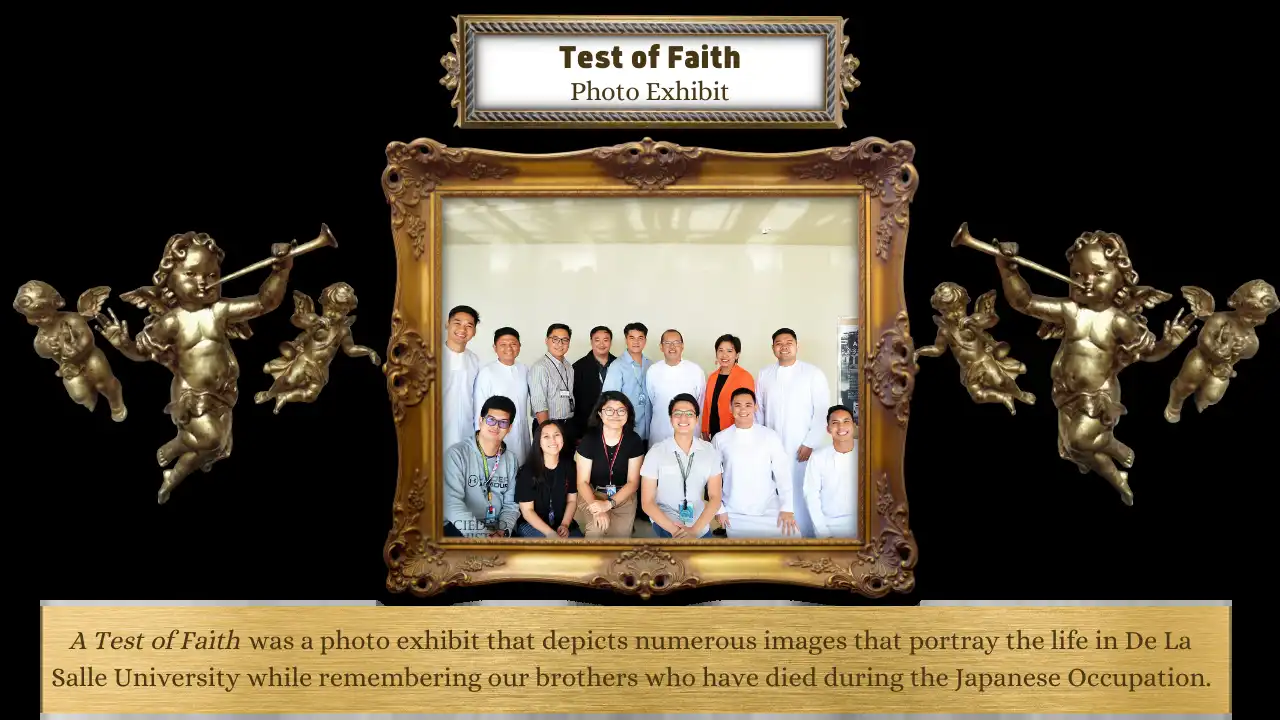 Test of Faith
Photo Exhibit
A Test of Faith was a photo exhibit that depicts numerous images that portray the life in De La
Salle University while remembering our brothers who have died during the Japanese Occupation.